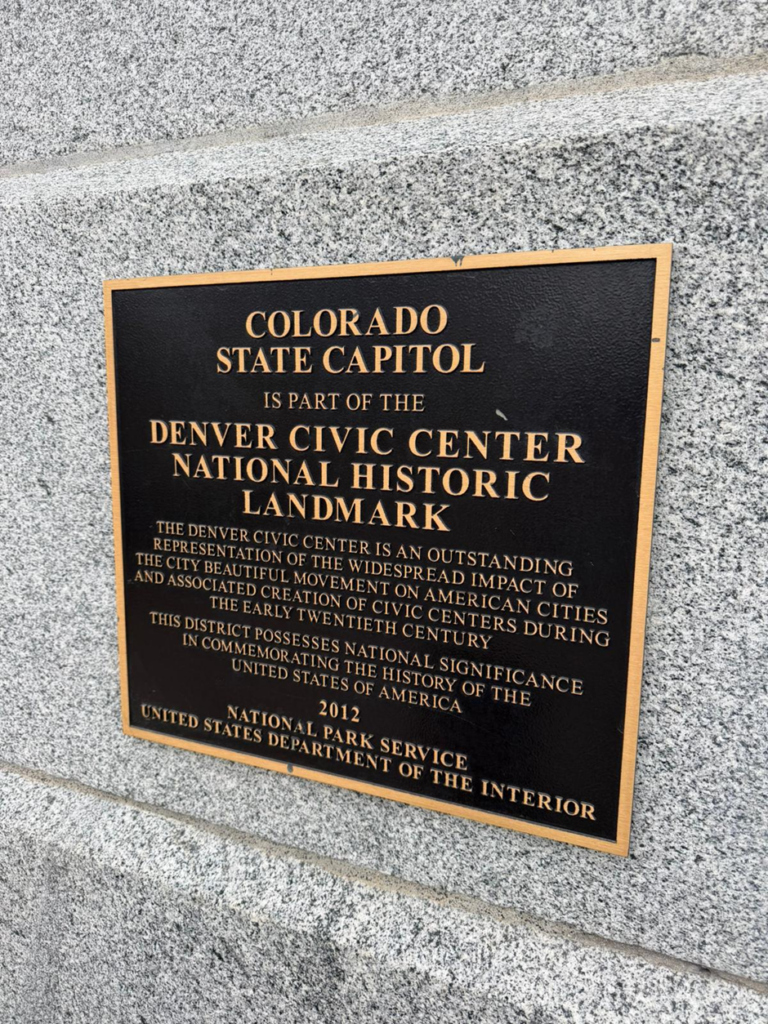 COLORADO
STATE CAPITOL
IS PART OF THE
DENVER CIVIC CENTER
NATIONAL HISTORIC
LANDMARK
THE DENVER CIVIC CENTER IS AN OUTSTANDING
REPRESENTATION OF THE WIDESPREAD IMPACT OF
THE CITY BEAUTIFUL MOVEMENT ON AMERICAN CITIES
AND ASSOCIATED CREATION OF CIVIC CENTERS DURING
THE EARLY TWENTIETH CENTURY
THIS DISTRICT POSSESSES NATIONAL SIGNIFICANCE
IN COMMEMORATING THE HISTORY OF THE
UNITED STATES OF AMERICA
2012
NATIONAL PARK SERVICE
UNITED STATES DEPARTMENT OF THE INTERIOR